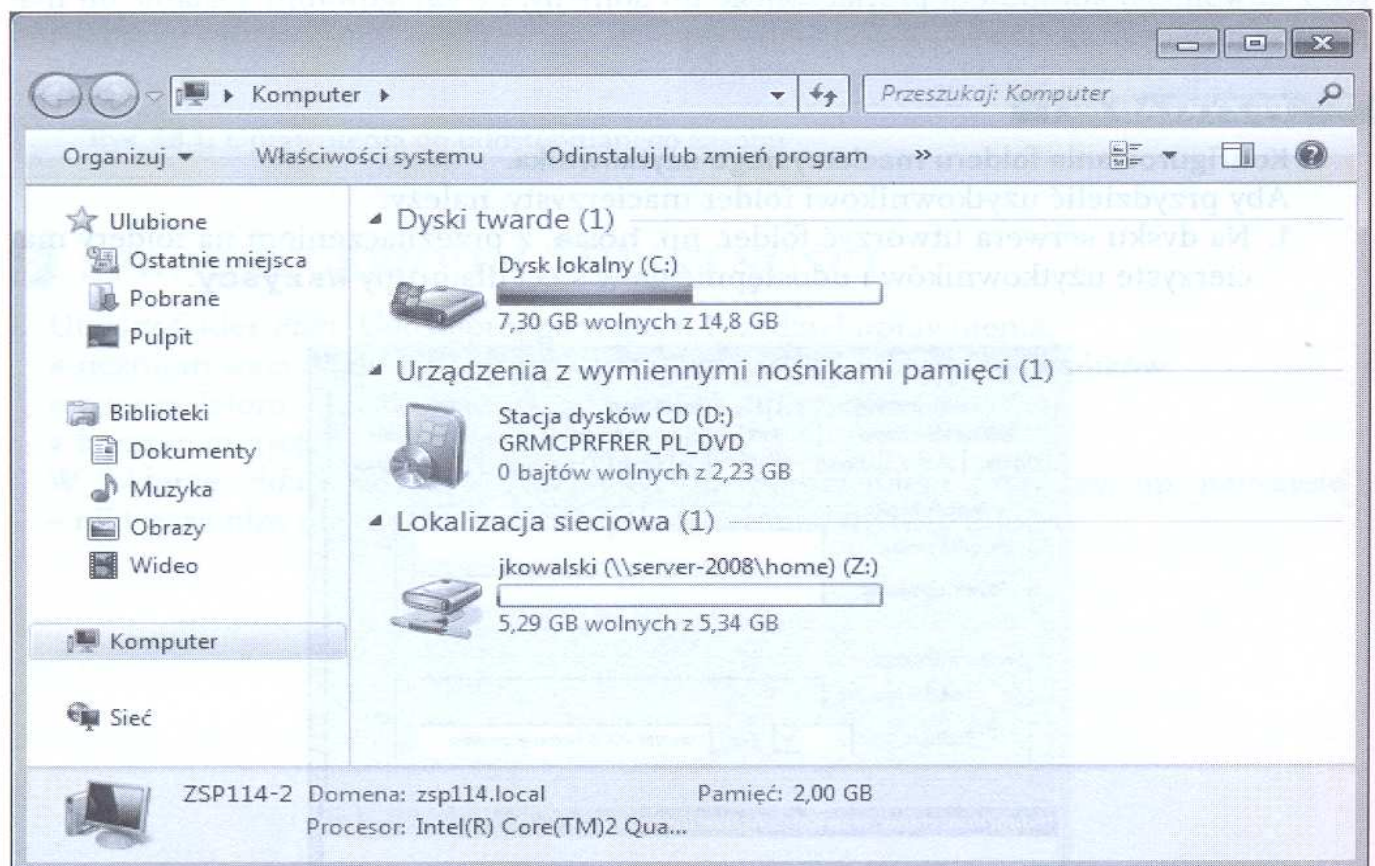 Komputer
Przeszukaj: Komputer
Organizuj
Właściwości systemu
Odinstaluj lub zmień program
»
Ulubione
Ostatnie miejsca
Pobrane
Pulpit
Biblioteki
Dokumenty
Muzyka
Obrazy
Wideo
Komputer
Sieć
Dyski twarde (1)
Dysk lokalny (C:)
7,30 GB wolnych z 14,8 GB
Urządzenia z wymiennymi nośnikami pamięci (1)
Stacja dysków CD (D:)
GRMCPRFRER_PL_DVD
0 bajtów wolnych z 2,23 GB
Lokalizacja sieciowa (1)
jkowalski (\\server-2008\home) (Z:)
5,29 GB wolnych z 5,34 GB
ZSP114-2 Domena: zsp114.local Pamięć: 2,00 GB
Procesor: Intel(R) Core(TM)2 Qua...